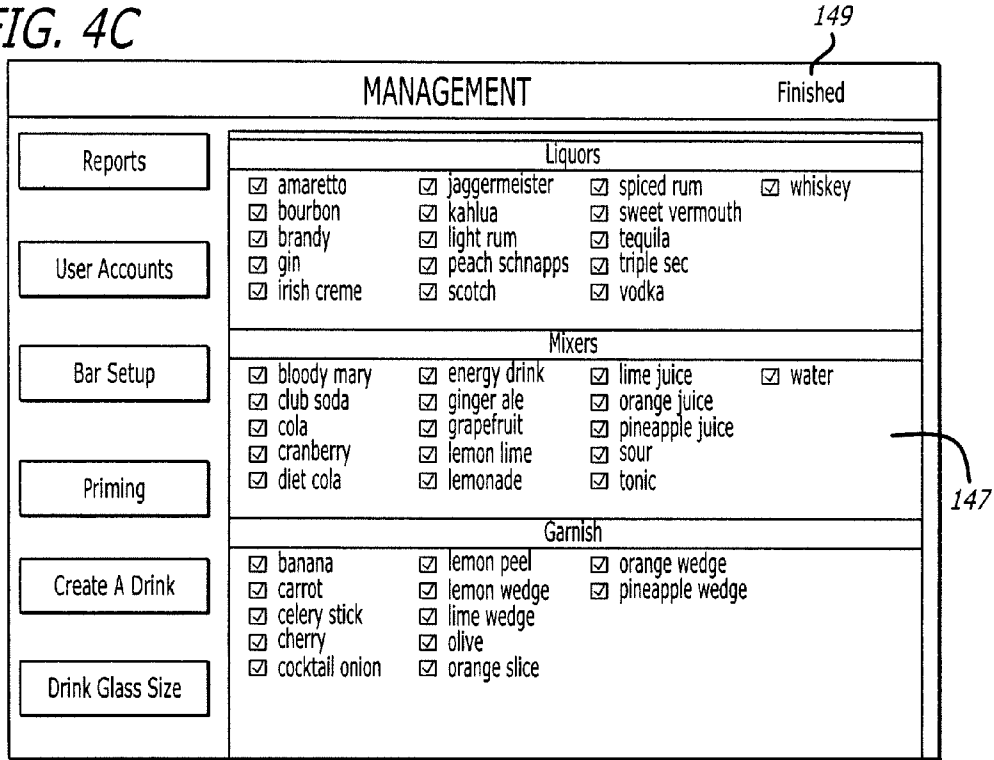 FIG. 4C
149
MANAGEMENT Finished
Reports
User Accounts
Bar Setup
Priming
Create A Drink
Drink Glass Size
Liquors
☑ amaretto ☑ jaggermeister ☑ spiced rum ☑ whiskey
☑ bourbon ☑ kahlua ☑ sweet vermouth
☑ brandy ☑ light rum ☑ tequila
☑ gin ☑ peach schnapps ☑ triple sec
☑ irish creme ☑ scotch ☑ vodka
Mixers
☑ bloody mary ☑ energy drink ☑ lime juice ☑ water
☑ club soda ☑ ginger ale ☑ orange juice
☑ cola ☑ grapefruit ☑ pineapple juice
☑ cranberry ☑ lemon lime ☑ sour
☑ diet cola ☑ lemonade ☑ tonic
147
Garnish
☑ banana ☑ lemon peel ☑ orange wedge
☑ carrot ☑ lemon wedge ☑ pineapple wedge
☑ celery stick ☑ lime wedge
☑ cherry ☑ olive
☑ cocktail onion ☑ orange slice